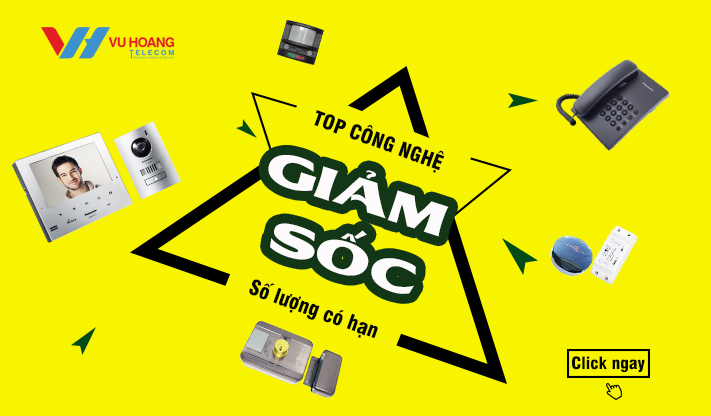 VU HOANG
TELECOM
TOP CÔNG NGHỆ
GIẢM
SỐC
Số lượng có hạn
Click ngay